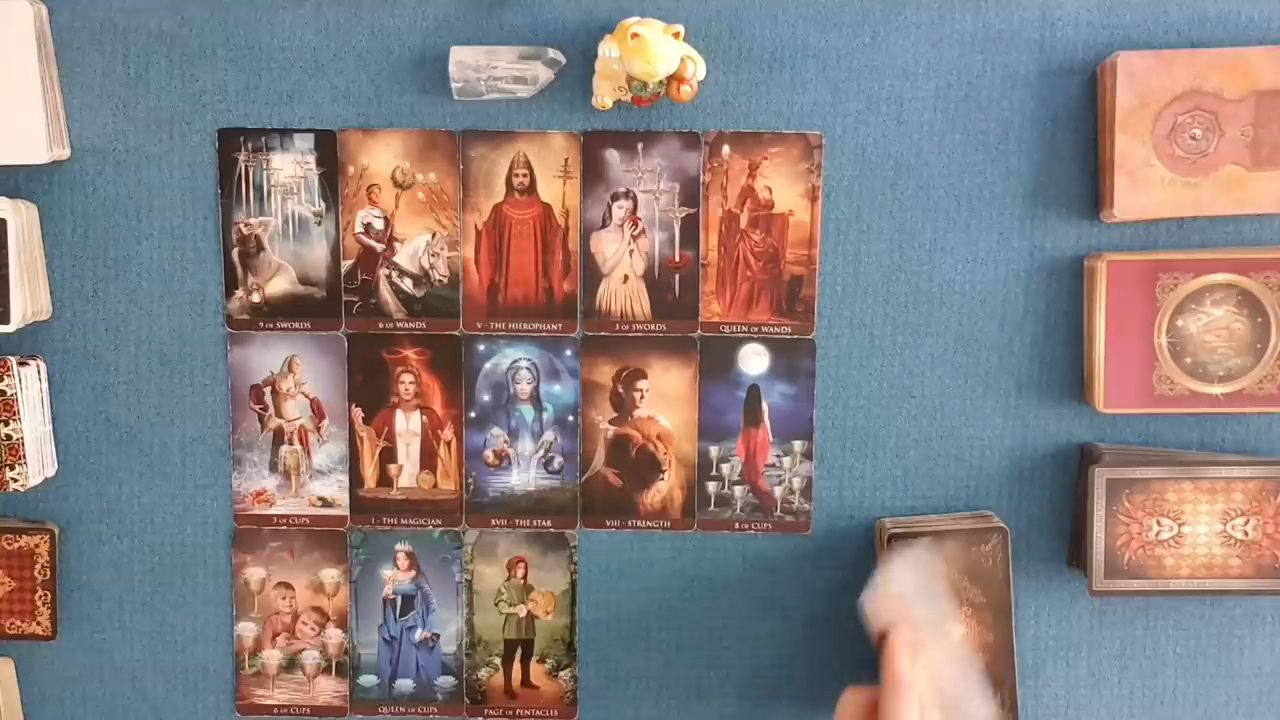 9 OF SWORDS
6 OF WANDS
V - THE HIEROPHANT
3 OF SWORDS
QUEEN OF WANDS
3 OF CUPS
I - THE MAGICIAN
XVII - THE STAR
VIII - STRENGTH
8 OF CUPS
6 OF CUPS
QUEEN OF CUPS
PAGE OF PENTACLES